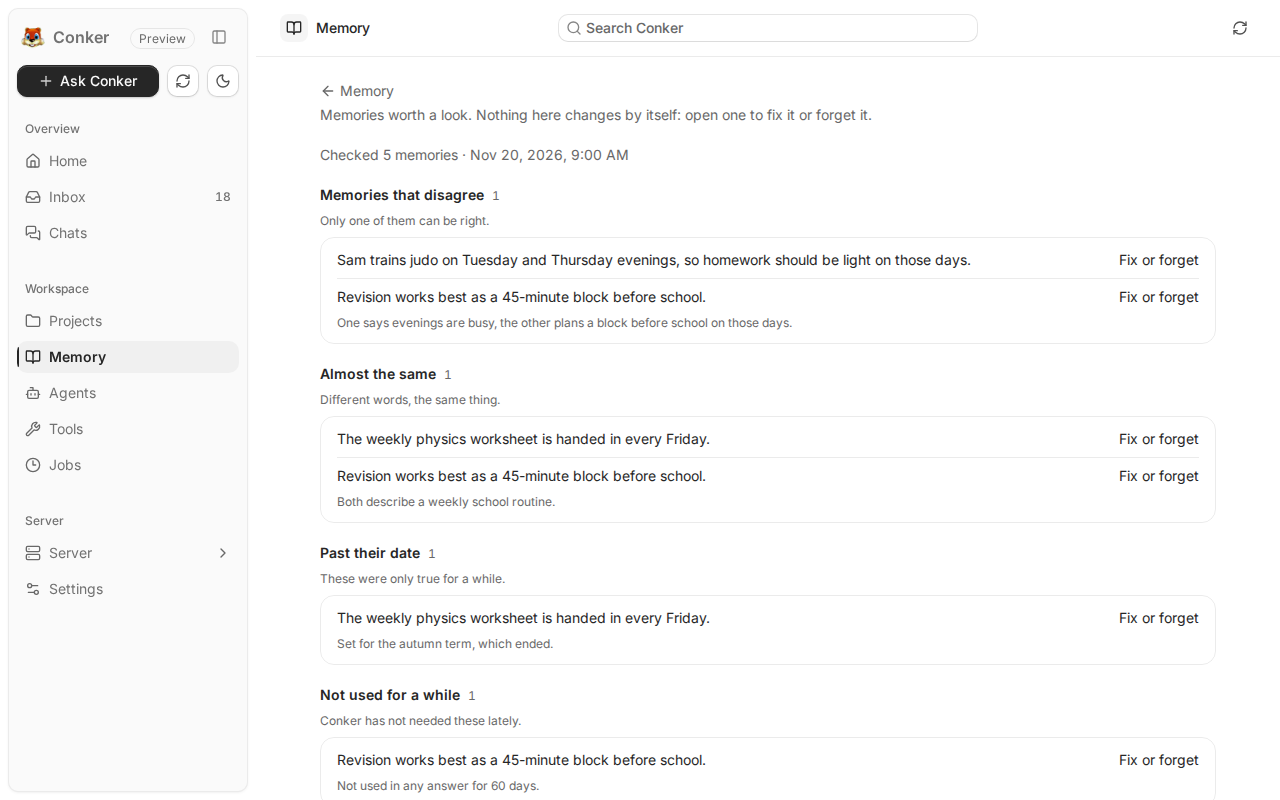 Conker
Preview
Ask Conker
Overview
Home
Inbox 18
Chats
Workspace
Projects
Memory
Agents
Tools
Jobs
Server
Server
Settings
Memory
Search Conker
Memory
Memories worth a look. Nothing here changes by itself: open one to fix it or forget it.
Checked 5 memories · Nov 20, 2026, 9:00 AM
Memories that disagree 1
Only one of them can be right.
Sam trains judo on Tuesday and Thursday evenings, so homework should be light on those days. Fix or forget
Revision works best as a 45-minute block before school. Fix or forget
One says evenings are busy, the other plans a block before school on those days.
Almost the same 1
Different words, the same thing.
The weekly physics worksheet is handed in every Friday. Fix or forget
Revision works best as a 45-minute block before school. Fix or forget
Both describe a weekly school routine.
Past their date 1
These were only true for a while.
The weekly physics worksheet is handed in every Friday. Fix or forget
Set for the autumn term, which ended.
Not used for a while 1
Conker has not needed these lately.
Revision works best as a 45-minute block before school. Fix or forget
Not used in any answer for 60 days.